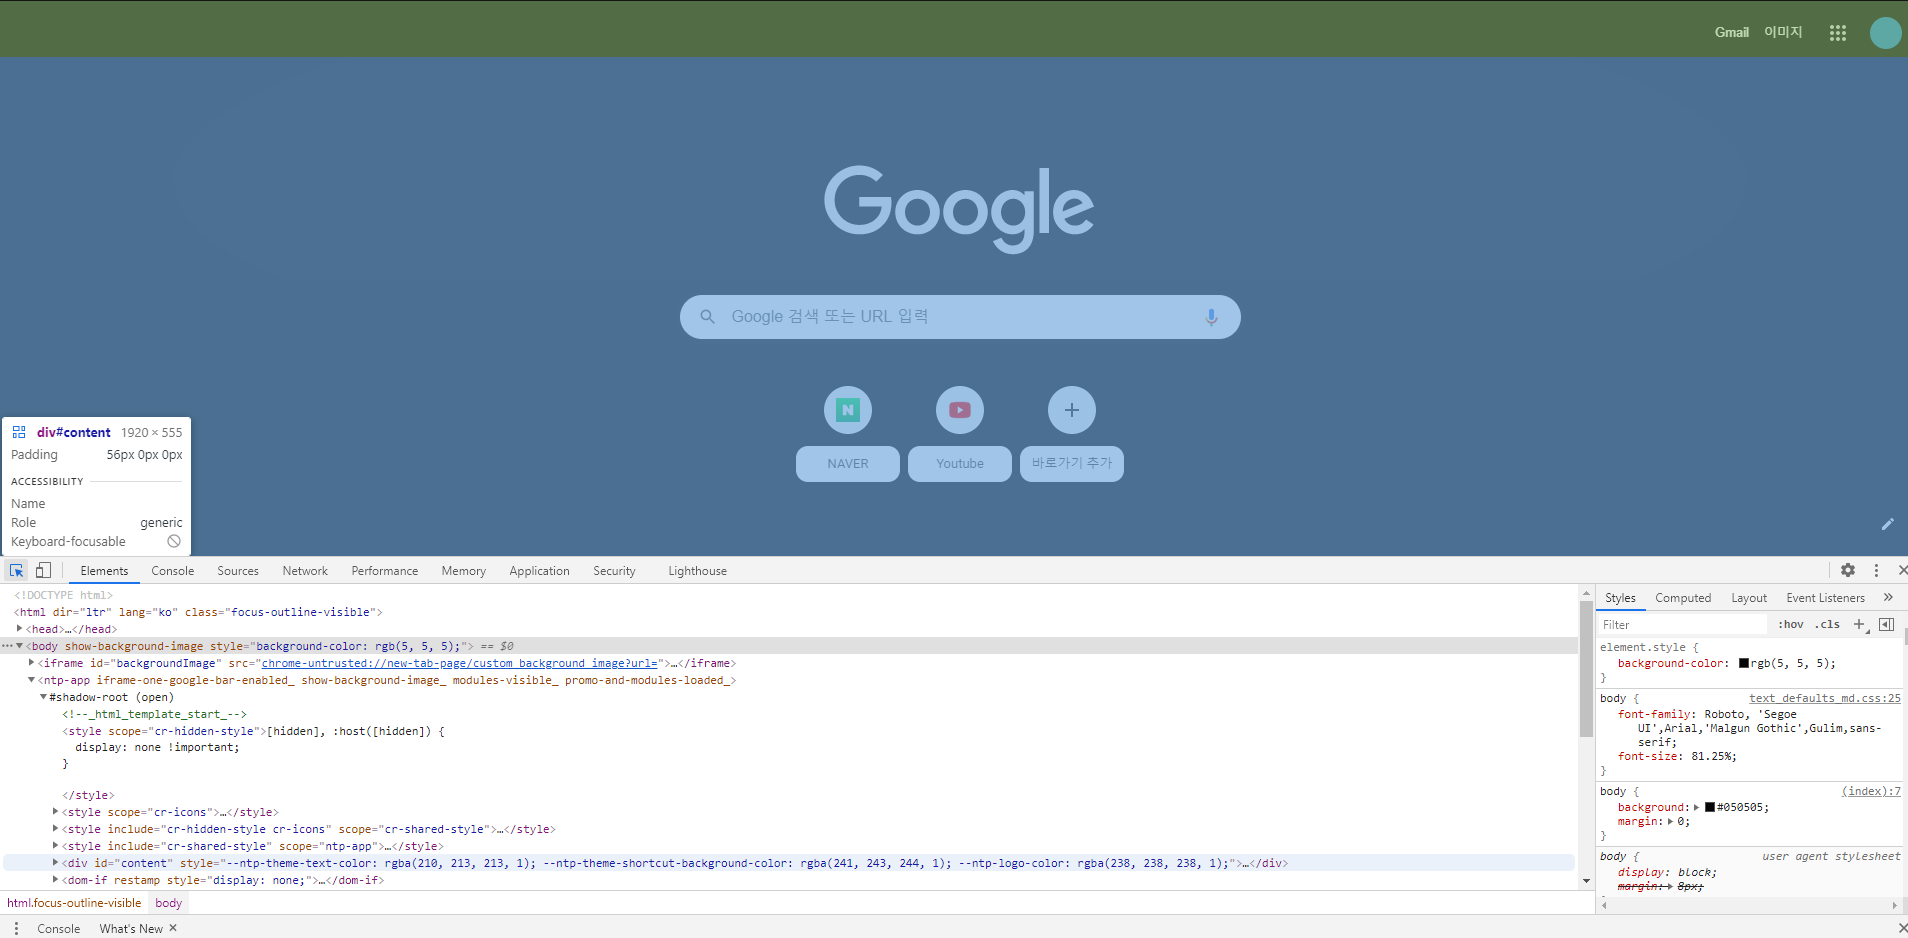 Gmail 이미지
Google
Google 검색 또는 URL 입력
N
NAVER Youtube 바로가기 추가
div#content 1920 × 555
Padding 56px 0px 0px
ACCESSIBILITY
Name
Role generic
Keyboard-focusable
Elements Console Sources Network Performance Memory Application Security Lighthouse
<!DOCTYPE html>
<html dir="ltr" lang="ko" class="focus-outline-visible">
<head>…</head>
<body show-background-image style="background-color: rgb(5, 5, 5);"> == $0
<iframe id="backgroundImage" src="chrome-untrusted://new-tab-page/custom_background_image?url=">…</iframe>
<ntp-app iframe-one-google-bar-enabled_ show-background-image_ modules-visible_ promo-and-modules-loaded_>
#shadow-root (open)
<!--_html_template_start_-->
<style scope="cr-hidden-style">[hidden], :host([hidden]) {
display: none !important;
}
</style>
<style scope="cr-icons">…</style>
<style include="cr-hidden-style cr-icons" scope="cr-shared-style">…</style>
<style include="cr-shared-style" scope="ntp-app">…</style>
<div id="content" style="--ntp-theme-text-color: rgba(210, 213, 213, 1); --ntp-theme-shortcut-background-color: rgba(241, 243, 244, 1); --ntp-logo-color: rgba(238, 238, 238, 1);">…</div>
<dom-if restamp style="display: none;">…</dom-if>
html.focus-outline-visible body
Styles Computed Layout Event Listeners »
Filter :hov .cls +
element.style {
background-color: rgb(5, 5, 5);
}
body { text_defaults_md.css:25
font-family: Roboto, 'Segoe
UI',Arial,'Malgun Gothic',Gulim,sans-
serif;
font-size: 81.25%;
}
body { (index):7
background: #050505;
margin: 0;
}
body { user agent stylesheet
display: block;
margin: 8px;
Console What's New ×